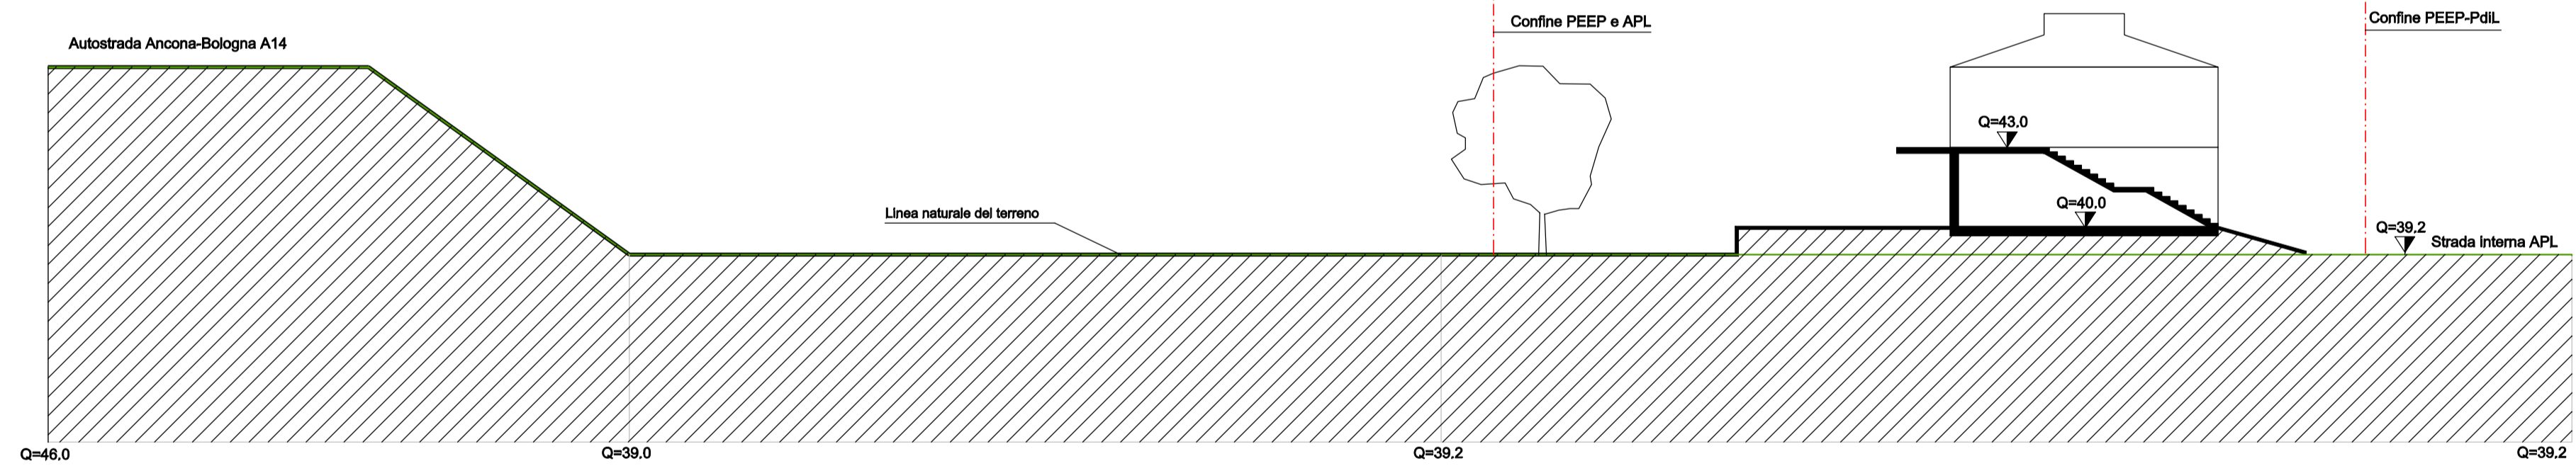 Confine PEEP-PdiL
Confine PEEP e APL
Autostrada Ancona-Bologna A14
Q=43.0
Q=40.0
Linea naturale del terreno
Q=39.2
Strada interna APL
Q=46.0
Q=39.0
Q=39.2
Q=39.2